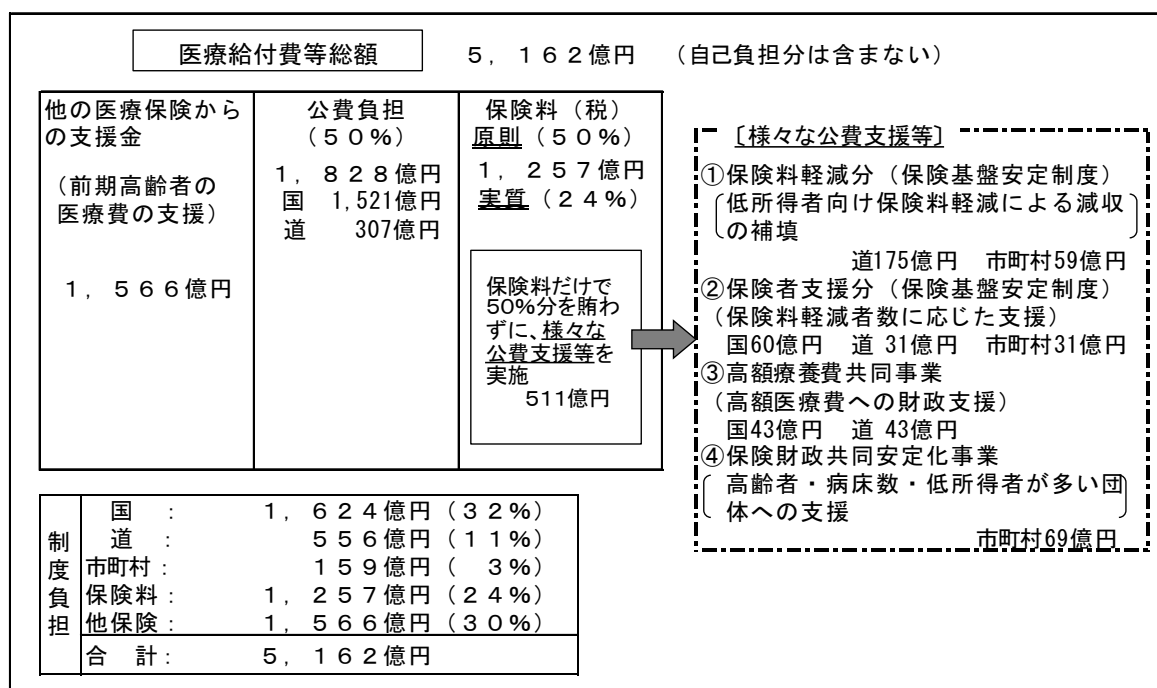 医療給付費等総額　５，１６２億円　（自己負担分は含まない）
他の医療保険から
の支援金
（前期高齢者の
医療費の支援）
１，５６６億円
公費負担
（５０％）
１，８２８億円
国　1,521億円
道　307億円
保険料（税）
原則（５０％）
１，２５７億円
実質（２４％）
保険料だけで
50%分を賄わ
ずに、様々な
公費支援等を
実施
511億円
〔様々な公費支援等〕
①保険料軽減分（保険基盤安定制度）
低所得者向け保険料軽減による減収
の補填
道175億円　市町村59億円
②保険者支援分（保険基盤安定制度）
（保険料軽減者数に応じた支援）
国60億円　道 31億円　市町村31億円
③高額療養費共同事業
（高額医療費への財政支援）
国43億円　道 43億円
④保険財政共同安定化事業
高齢者・病床数・低所得者が多い団
体への支援
市町村69億円
制度負担
国　：　１，６２４億円（３２％）
道　：　５５６億円（１１％）
市町村：　１５９億円（　３％）
保険料：　１，２５７億円（２４％）
他保険：　１，５６６億円（３０％）
合　計：　５，１６２億円